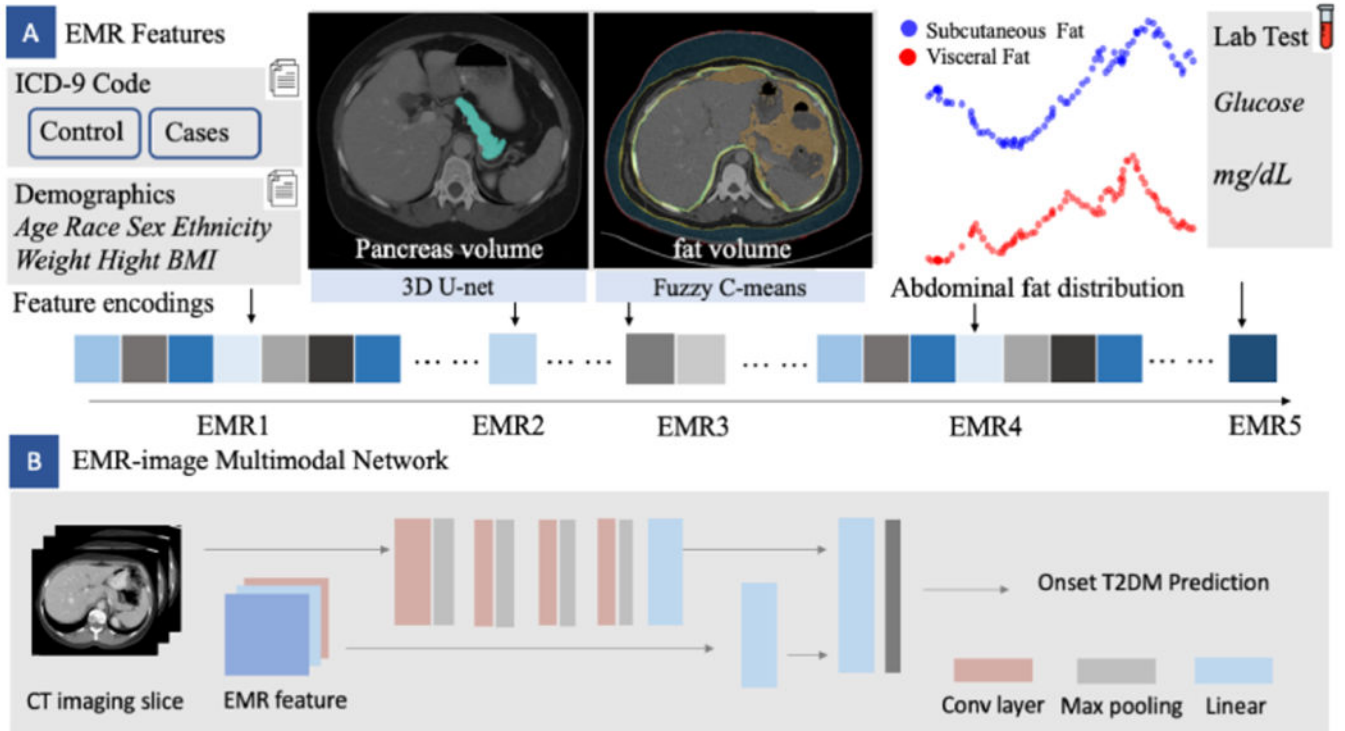 A EMR Features
ICD-9 Code
Control Cases
Demographics
Age Race Sex Ethnicity
Weight Hight BMI
Pancreas volume
3D U-net
fat volume
Fuzzy C-means
Subcutaneous Fat
Visceral Fat
Abdominal fat distribution
Lab Test
Glucose
mg/dL
Feature encodings
... ... ... ... ... ... ... ...
EMR1 EMR2 EMR3 EMR4 EMR5
B EMR-image Multimodal Network
CT imaging slice
EMR feature
Onset T2DM Prediction
Conv layer Max pooling Linear